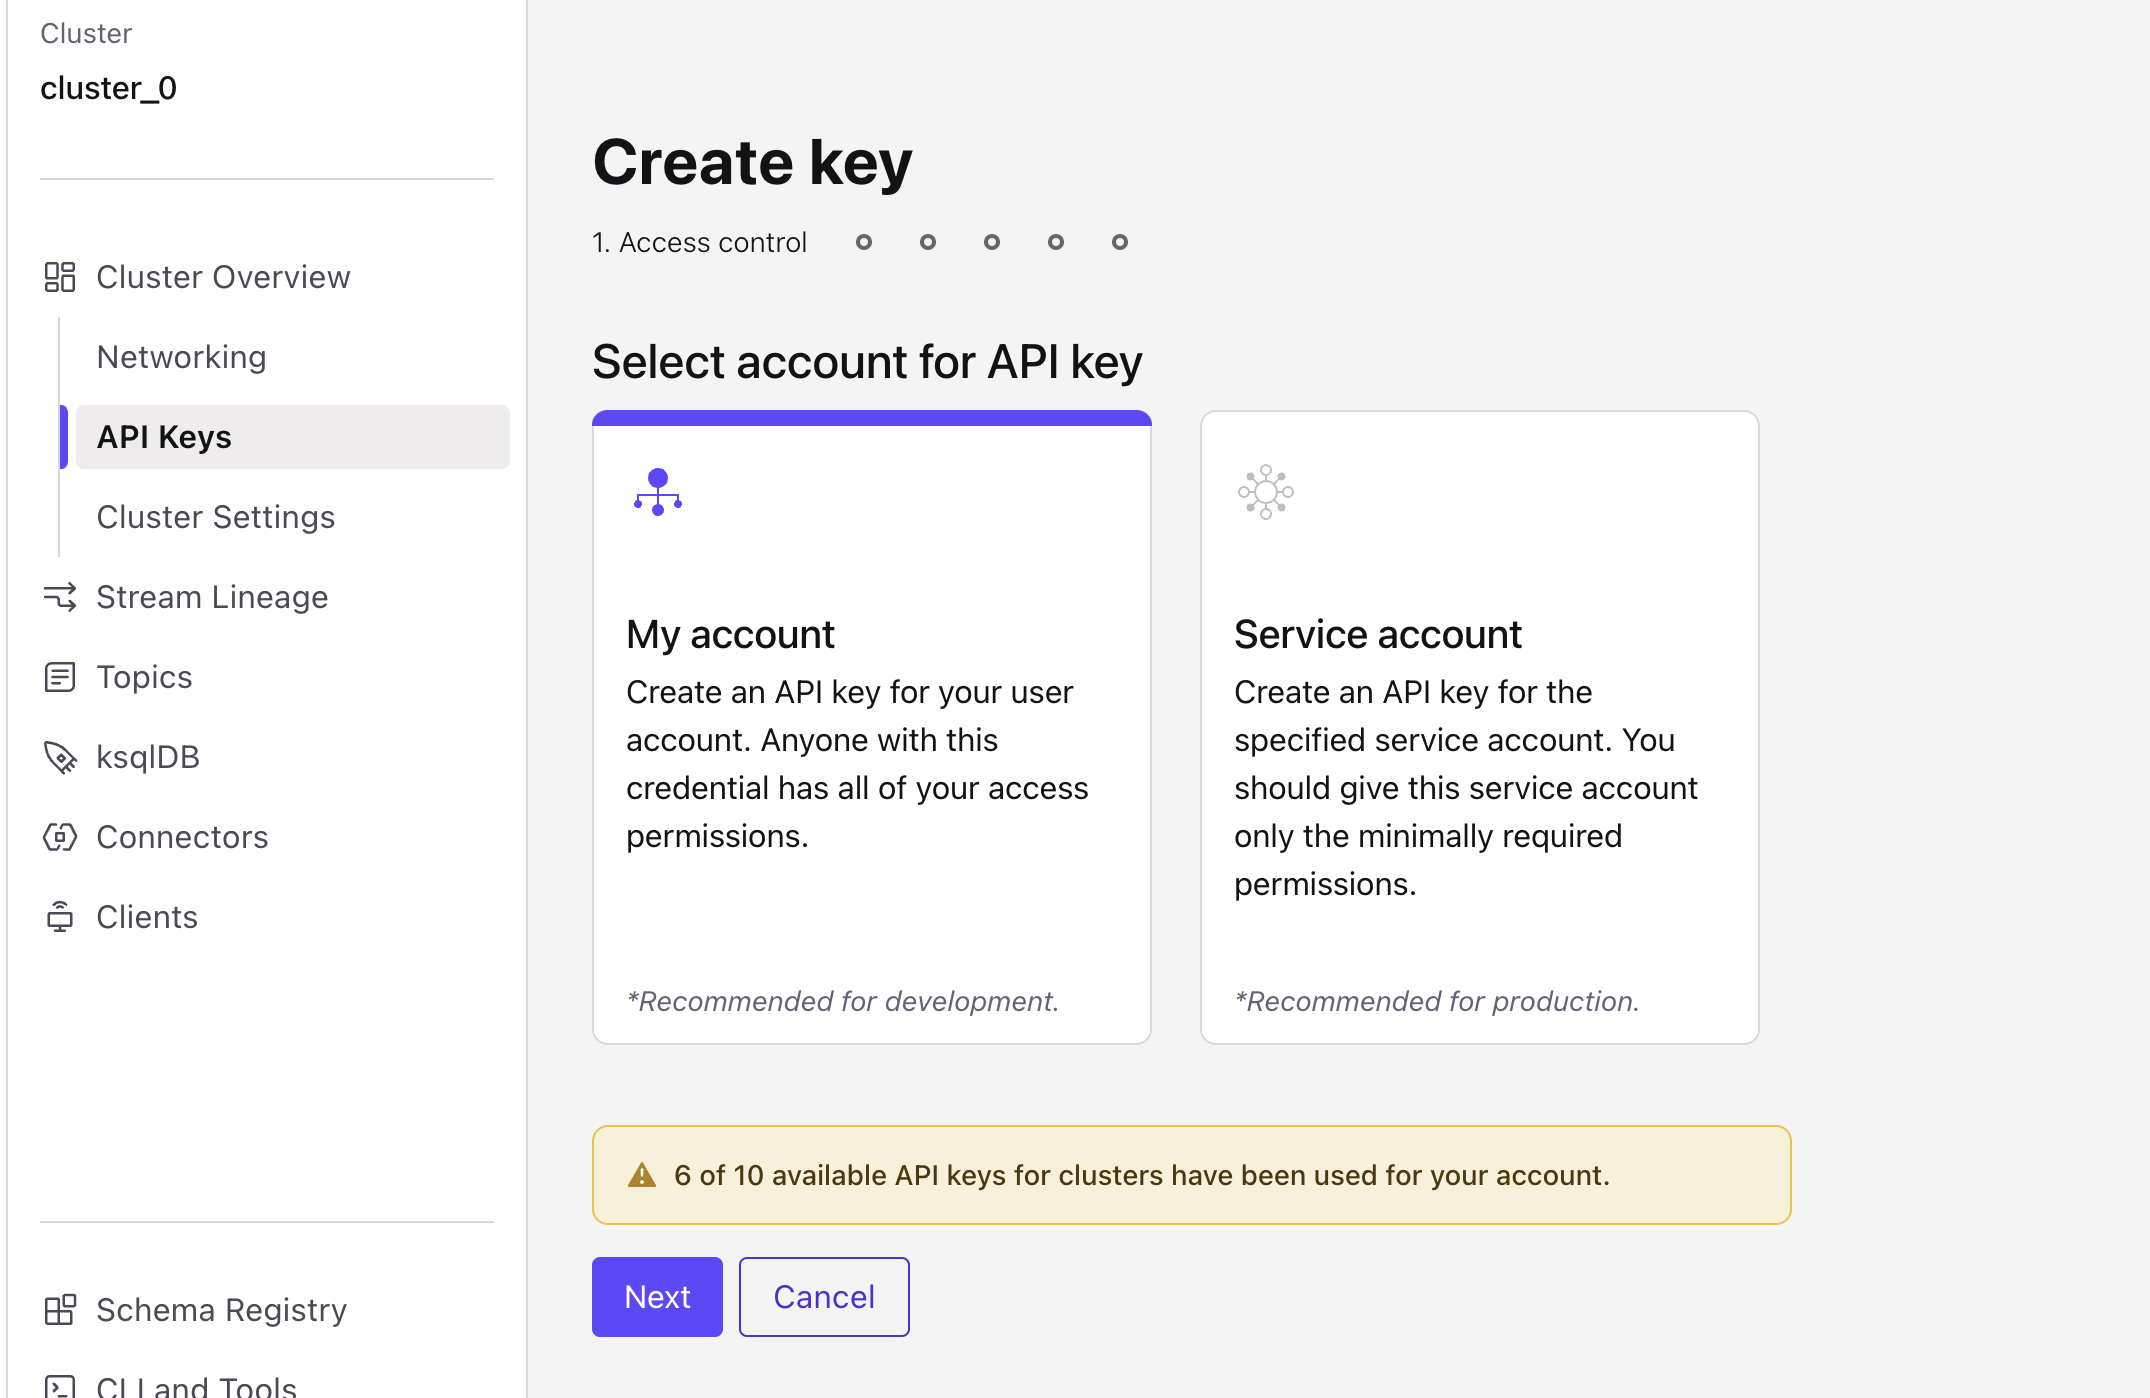 Cluster
cluster_0
Cluster Overview
Networking
API Keys
Cluster Settings
Stream Lineage
Topics
ksqlDB
Connectors
Clients
Schema Registry
CLI and Tools
Create key
1. Access control
Select account for API key
My account
Create an API key for your user
account. Anyone with this
credential has all of your access
permissions.
*Recommended for development.
Service account
Create an API key for the
specified service account. You
should give this service account
only the minimally required
permissions.
*Recommended for production.
6 of 10 available API keys for clusters have been used for your account.
Next
Cancel